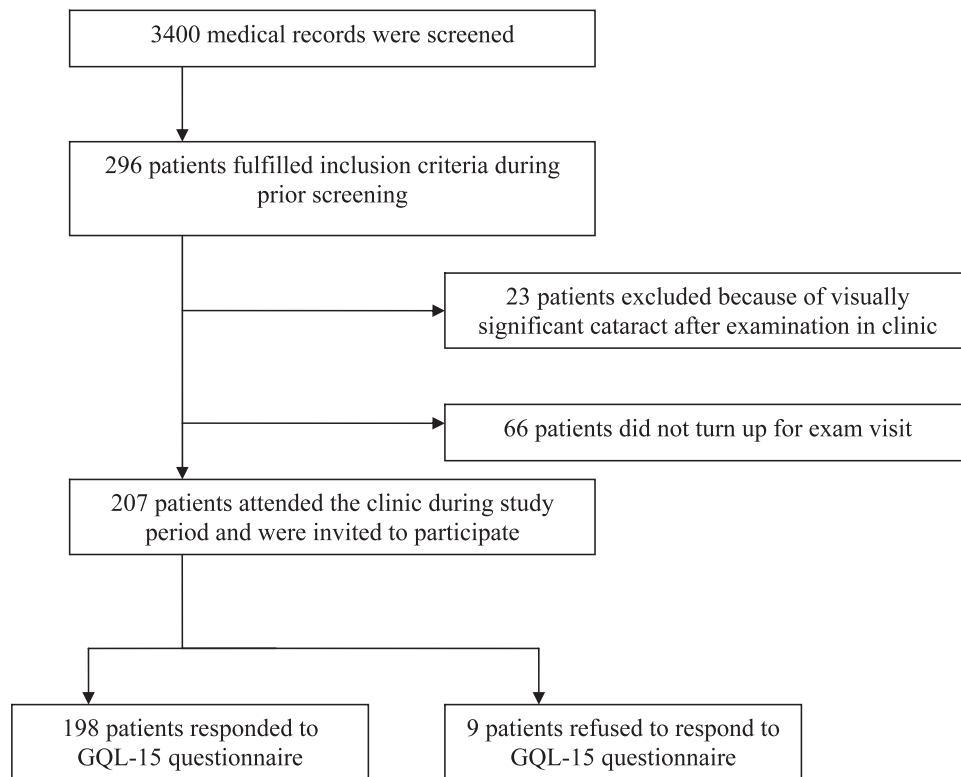 3400 medical records were screened
296 patients fulfilled inclusion criteria during
prior screening
23 patients excluded because of visually
significant cataract after examination in clinic
66 patients did not turn up for exam visit
207 patients attended the clinic during study
period and were invited to participate
198 patients responded to
GQL-15 questionnaire
9 patients refused to respond to
GQL-15 questionnaire